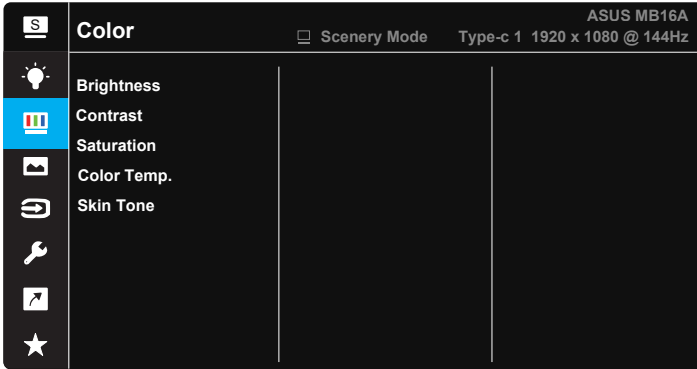 S
Color
ASUS MB16A
Scenery Mode Type-c 1 1920 x 1080 @ 144Hz
Brightness
Contrast
Saturation
Color Temp.
Skin Tone